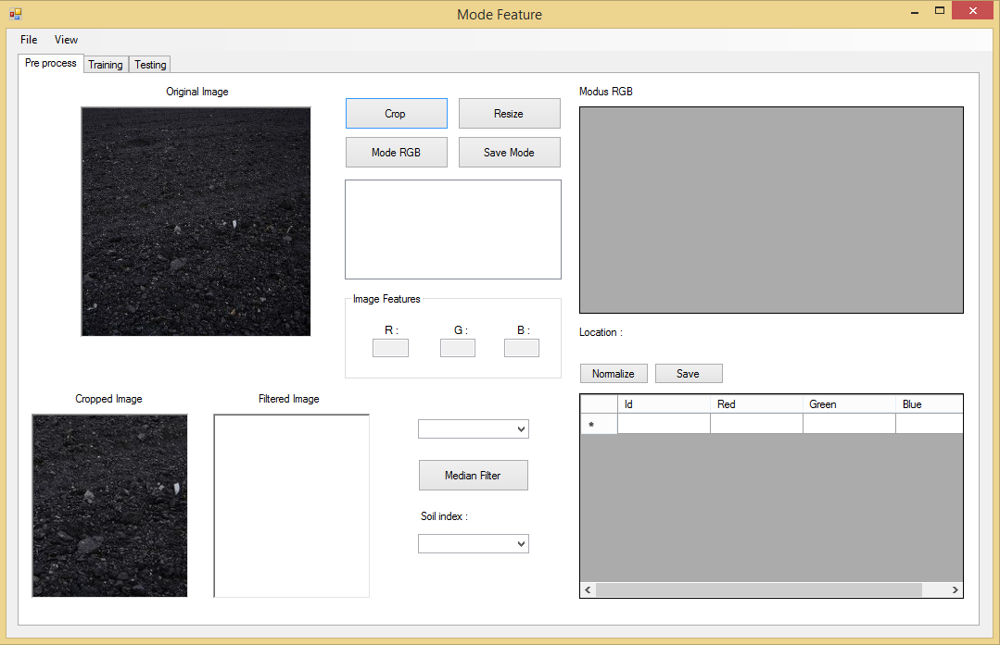 Mode Feature
File View
Pre process Training Testing
Original Image
Crop Resize
Mode RGB Save Mode
Image Features
R : G : B :
Cropped Image
Filtered Image
Median Filter
Soil index :
Modus RGB
Location :
Normalize Save
Id Red Green Blue
*